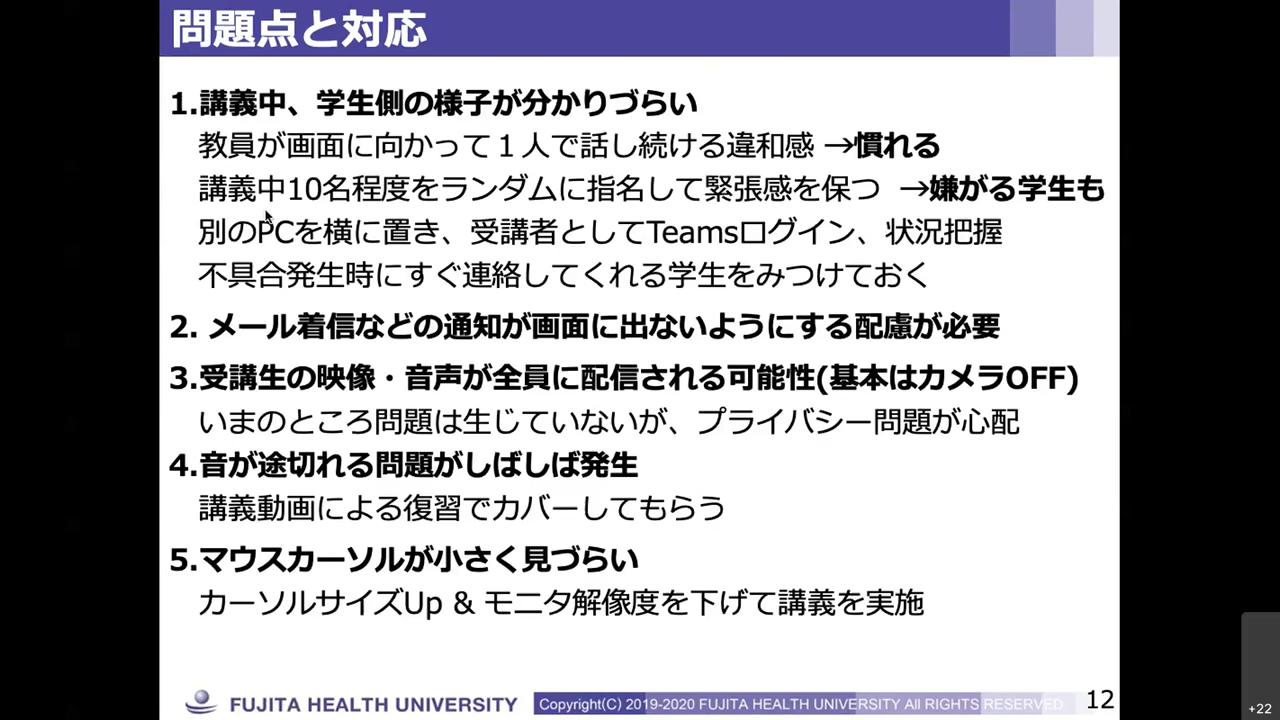 問題点と対応
1.講義中、学生側の様子が分かりづらい
教員が画面に向かって１人で話し続ける違和感 →慣れる
講義中10名程度をランダムに指名して緊張感を保つ →嫌がる学生も
別のPCを横に置き、受講者としてTeamsログイン、状況把握
不具合発生時にすぐ連絡してくれる学生をみつけておく
2. メール着信などの通知が画面に出ないようにする配慮が必要
3.受講生の映像・音声が全員に配信される可能性(基本はカメラOFF)
いまのところ問題は生じていないが、プライバシー問題が心配
4.音が途切れる問題がしばしば発生
講義動画による復習でカバーしてもらう
5.マウスカーソルが小さく見づらい
カーソルサイズUp & モニタ解像度を下げて講義を実施
FUJITA HEALTH UNIVERSITY
Copyright(C) 2019-2020 FUJITA HEALTH UNIVERSITY All RIGHTS RESERVED
12
+22